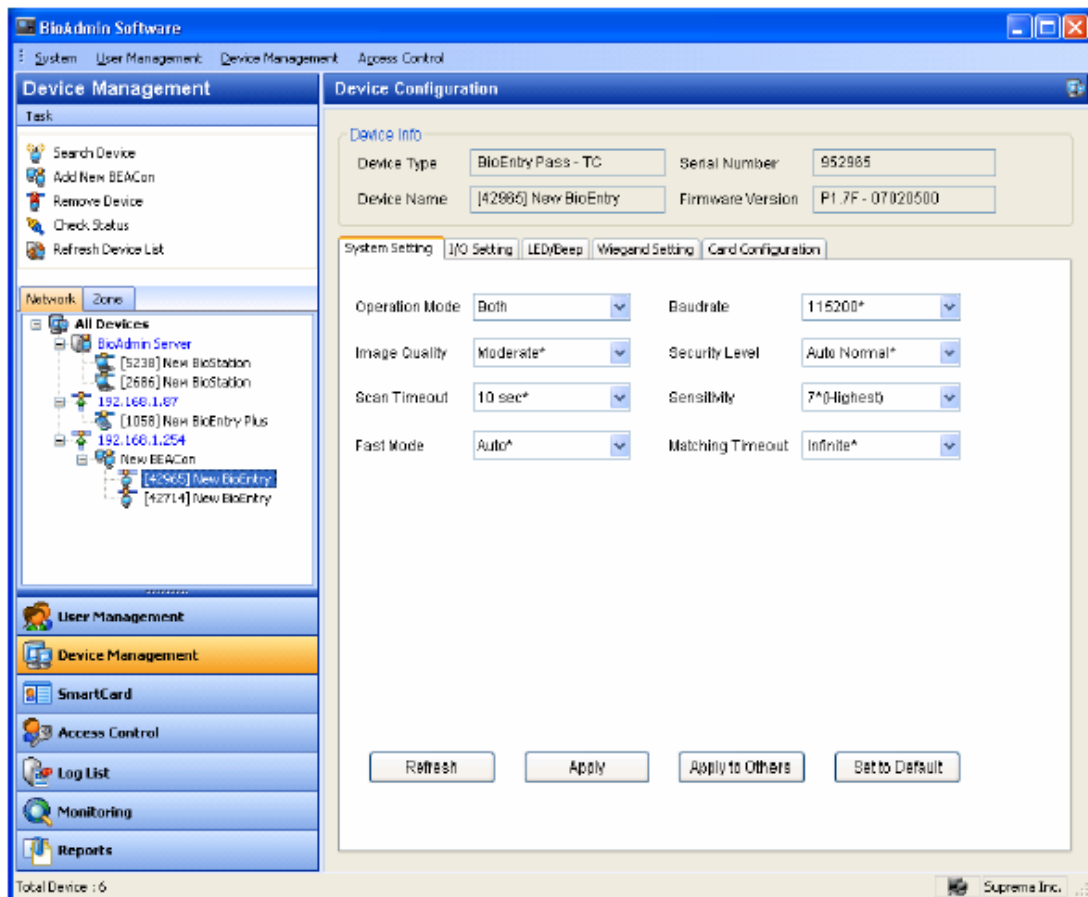 BioAdmin Software
System User Management Device Management Access Control
Device Management
Task
Search Device
Add New BEACon
Remove Device
Check Status
Refresh Device List
Network Zone
All Devices
BioAdmin Server
[5238] New BioStation
[2686] New BioStation
192.168.1.87
[1058] New BioEntry Plus
192.168.1.254
New BEACon
[42965] New BioEntry
[42714] New BioEntry
User Management
Device Management
SmartCard
Access Control
Log List
Monitoring
Reports
Device Configuration
Device Info
Device Type BioEntry Pass - TC Serial Number 952965
Device Name [42965] New BioEntry Firmware Version P1.7F - 07020500
System Setting I/O Setting LED/Beep Wiegand Setting Card Configuration
Operation Mode Both Baudrate 115200*
Image Quality Moderate* Security Level Auto Normal*
Scan Timeout 10 sec* Sensitivity 7*(Highest)
Fast Mode Auto* Matching Timeout Infinite*
Refresh Apply Apply to Others Set to Default
Total Device : 6 Suprema Inc.